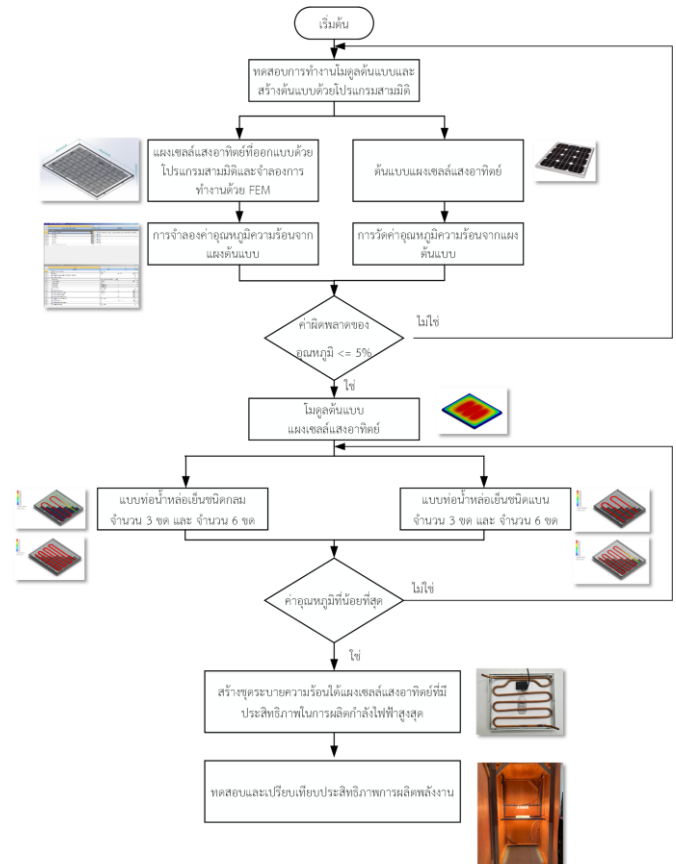 เริ่มต้น
ทดสอบการทำงานโมดูลต้นแบบและ
สร้างต้นแบบด้วยโปรแกรมสามมิติ
แผงเซลล์แสงอาทิตย์ที่ออกแบบด้วย
โปรแกรมสามมิติและจำลองการ
ทำงานด้วย FEM
ต้นแบบแผงเซลล์แสงอาทิตย์
การจำลองค่าอุณหภูมิความร้อนจาก
แผงต้นแบบ
การวัดค่าอุณหภูมิความร้อนจากแผง
ต้นแบบ
ค่าผิดพลาดของ
อุณหภูมิ <= 5%
ไม่ใช่
ใช่
โมดูลต้นแบบ
แผงเซลล์แสงอาทิตย์
แบบท่อน้ำหล่อเย็นชนิดกลม
จำนวน 3 ขด และ จำนวน 6 ขด
แบบท่อน้ำหล่อเย็นชนิดแบน
จำนวน 3 ขด และ จำนวน 6 ขด
ค่าอุณหภูมิที่น้อยที่สุด
ไม่ใช่
ใช่
สร้างชุดระบายความร้อนใต้แผงเซลล์แสงอาทิตย์ที่มี
ประสิทธิภาพในการผลิตกำลังไฟฟ้าสูงสุด
ทดสอบและเปรียบเทียบประสิทธิภาพการผลิตพลังงาน